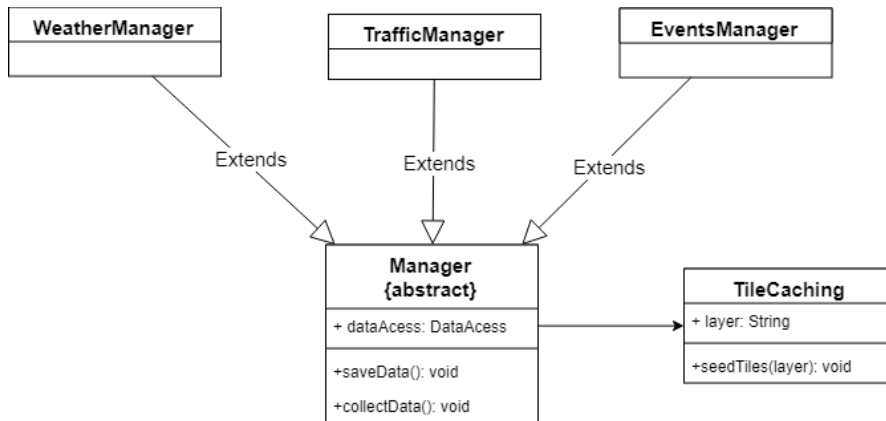 WeatherManager
TrafficManager
EventsManager
Extends
Extends
Extends
Manager
{abstract}
+ dataAcess: DataAcess
+saveData(): void
+collectData(): void
TileCaching
+ layer: String
+seedTiles(layer): void